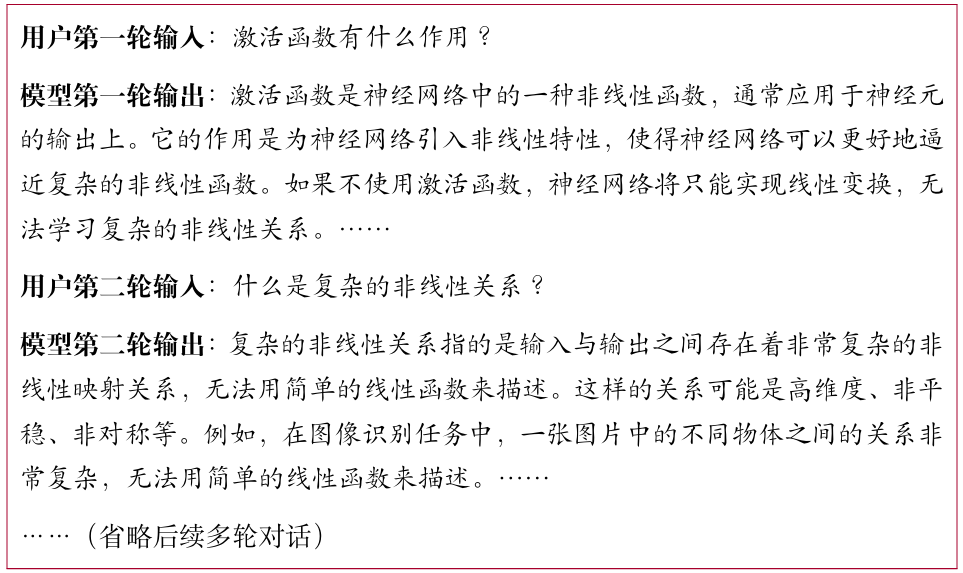 用户第一轮输入：激活函数有什么作用？
模型第一轮输出：激活函数是神经网络中的一种非线性函数，通常应用于神经元
的输出上。它的作用是为神经网络引入非线性特性，使得神经网络可以更好地逼
近复杂的非线性函数。如果不使用激活函数，神经网络将只能实现线性变换，无
法学习复杂的非线性关系。……
用户第二轮输入：什么是复杂的非线性关系？
模型第二轮输出：复杂的非线性关系指的是输入与输出之间存在着非常复杂的非
线性映射关系，无法用简单的线性函数来描述。这样的关系可能是高维度、非平
稳、非对称等。例如，在图像识别任务中，一张图片中的不同物体之间的关系非
常复杂，无法用简单的线性函数来描述。……
……（省略后续多轮对话）